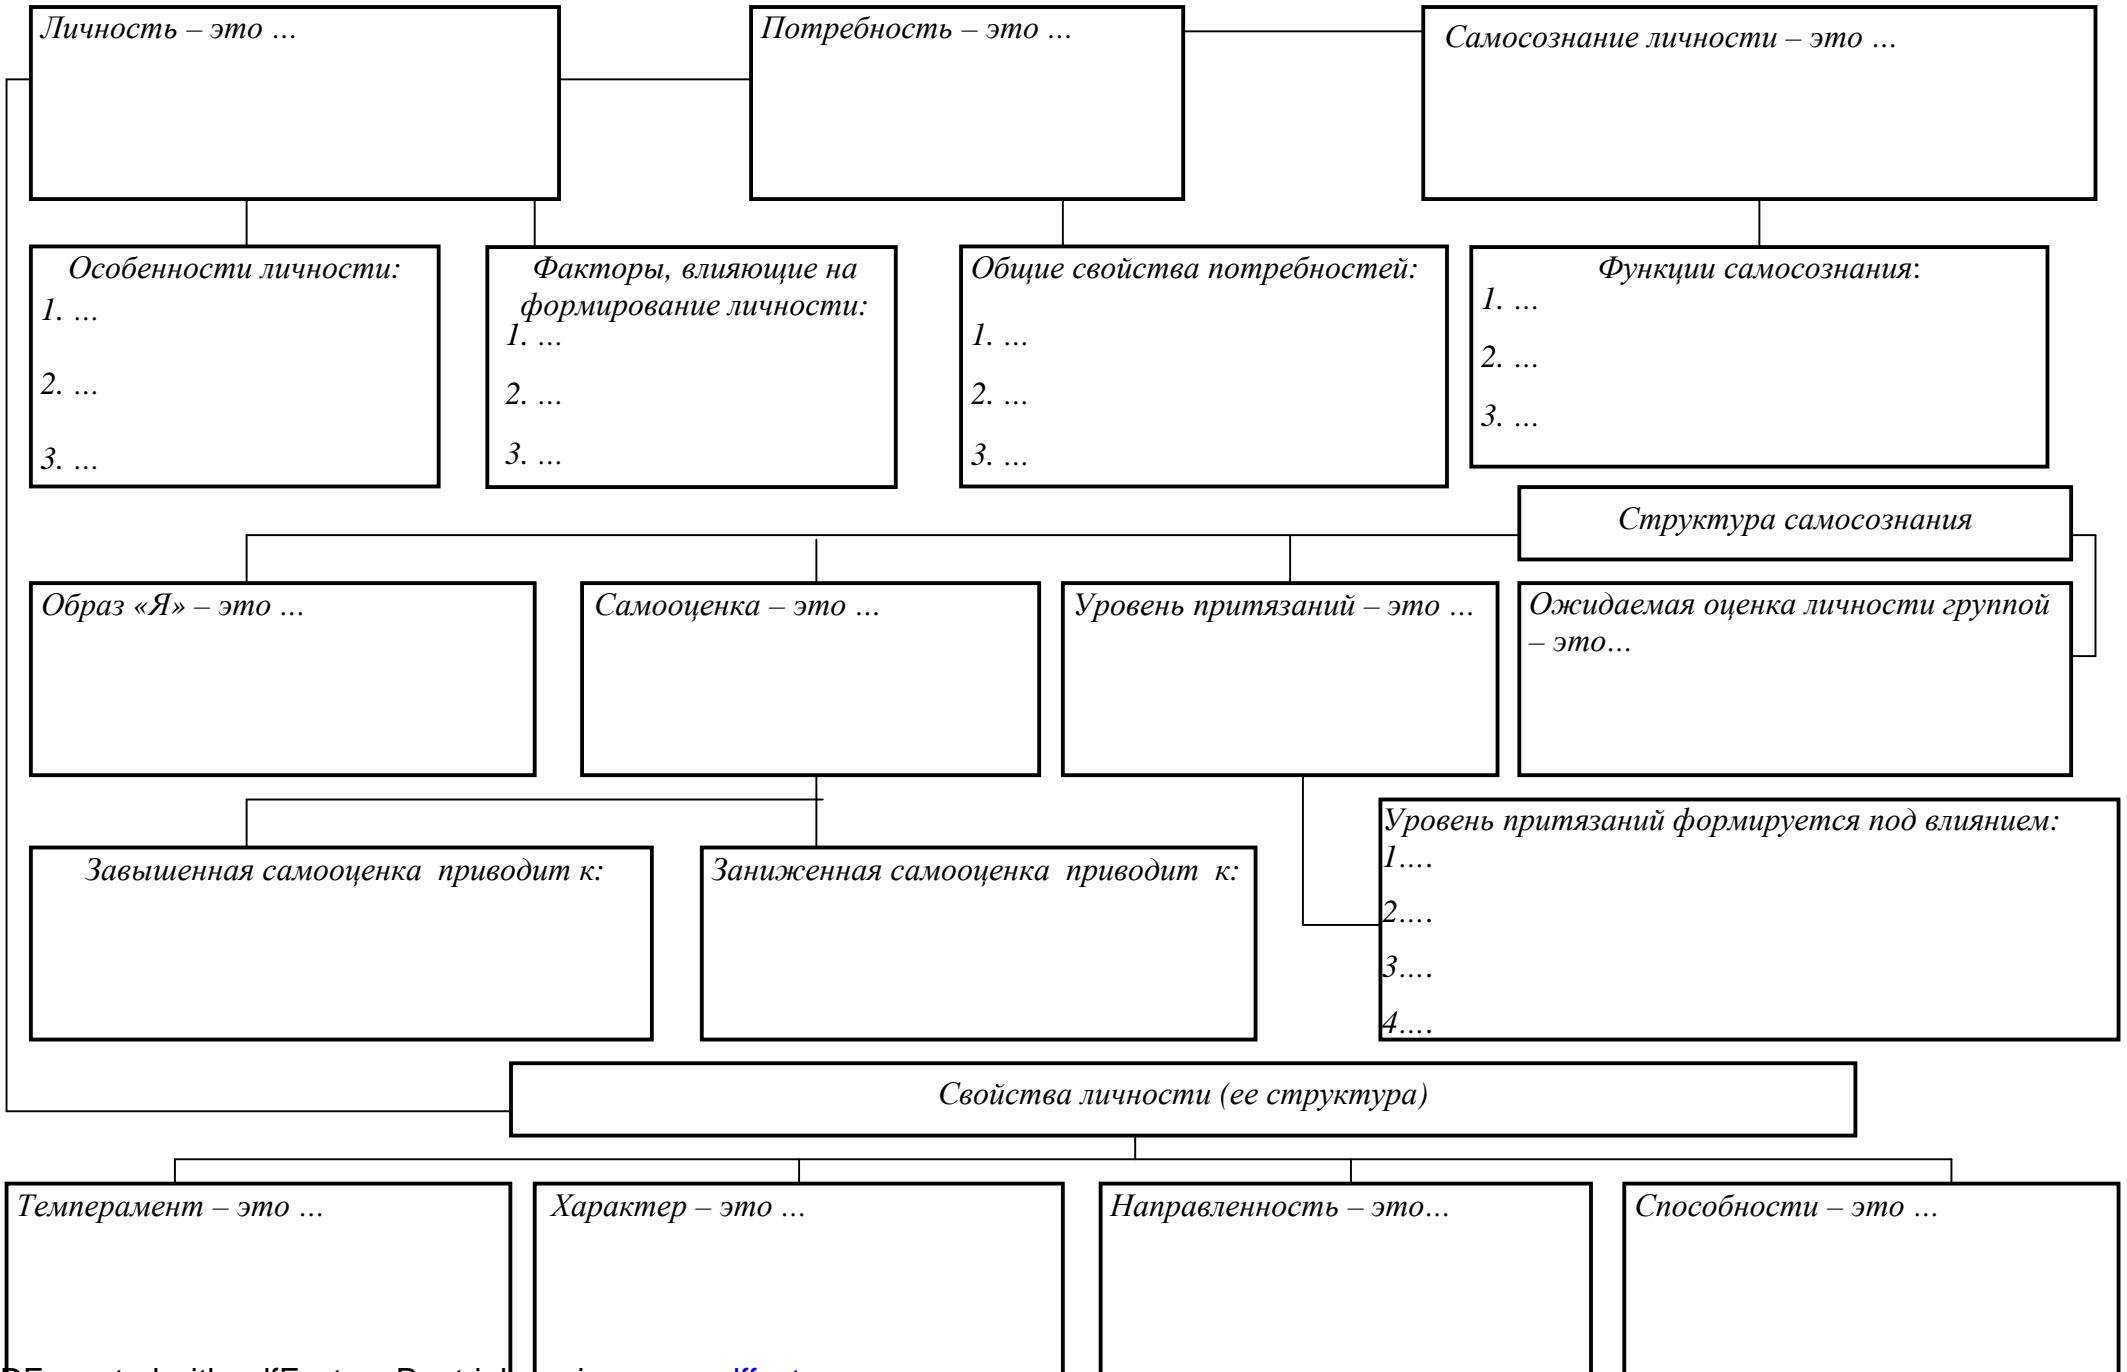 Личность – это …
Потребность – это …
Самосознание личности – это …
Особенности личности:
1. …
2. …
3. …
Факторы, влияющие на
формирование личности:
1. …
2. …
3. …
Общие свойства потребностей:
1. …
2. …
3. …
Функции самосознания:
1. …
2. …
3. …
Структура самосознания
Образ «Я» – это …
Самооценка – это …
Уровень притязаний – это …
Ожидаемая оценка личности группой
– это…
Завышенная самооценка приводит к:
Заниженная самооценка приводит к:
Уровень притязаний формируется под влиянием:
1….
2….
3….
4….
Свойства личности (ее структура)
Темперамент – это …
Характер – это …
Направленность – это…
Способности – это …